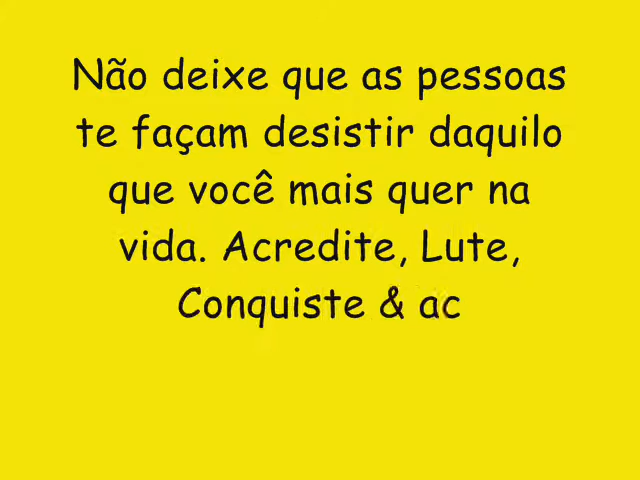 Não deixe que as pessoas
te façam desistir daquilo
que você mais quer na
vida. Acredite, Lute,
Conquiste & ac